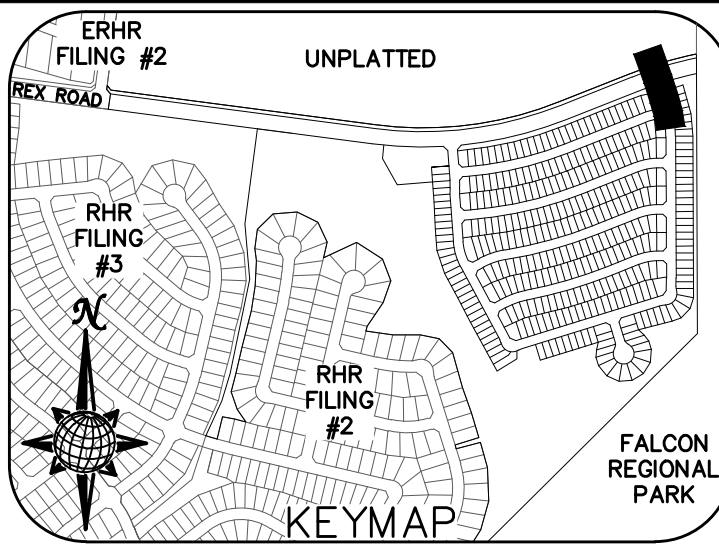 ERHR
FILING #2
UNPLATTED
REX ROAD
RHR
FILING
#3
N
RHR
FILING
#2
FALCON
REGIONAL
PARK
KEYMAP